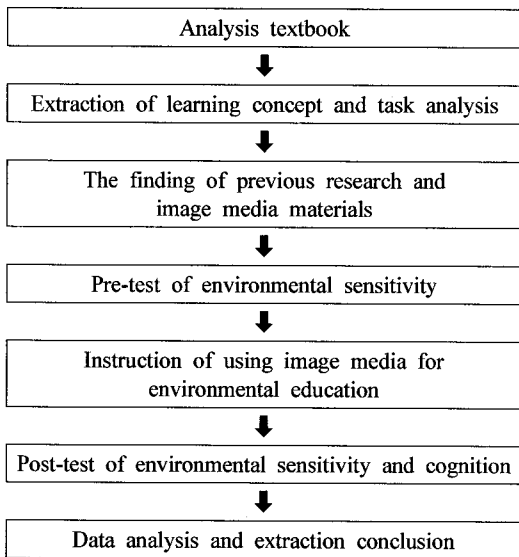 Analysis textbook
Extraction of learning concept and task analysis
The finding of previous research and
image media materials
Pre-test of environmental sensitivity
Instruction of using image media for
environmental education
Post-test of environmental sensitivity and cognition
Data analysis and extraction conclusion